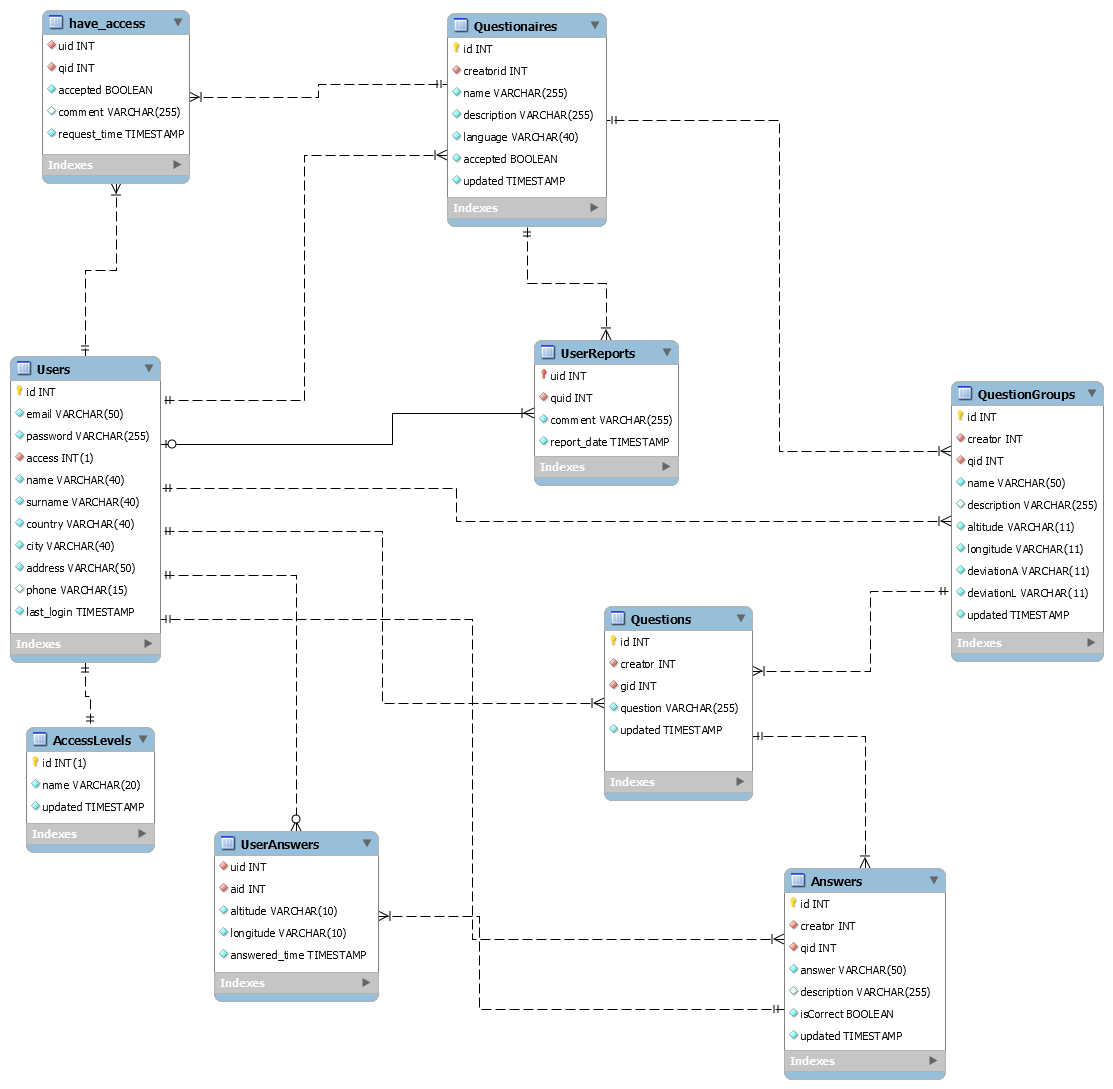 have_access
uid INT
qid INT
accepted BOOLEAN
comment VARCHAR(255)
request_time TIMESTAMP
Indexes
Questionaires
id INT
creatorid INT
name VARCHAR(255)
description VARCHAR(255)
language VARCHAR(40)
accepted BOOLEAN
updated TIMESTAMP
Indexes
Users
id INT
email VARCHAR(50)
password VARCHAR(255)
access INT(1)
name VARCHAR(40)
surname VARCHAR(40)
country VARCHAR(40)
city VARCHAR(40)
address VARCHAR(50)
phone VARCHAR(15)
last_login TIMESTAMP
Indexes
UserReports
uid INT
quid INT
comment VARCHAR(255)
report_date TIMESTAMP
Indexes
QuestionGroups
id INT
creator INT
qid INT
name VARCHAR(50)
description VARCHAR(255)
altitude VARCHAR(11)
longitude VARCHAR(11)
deviationA VARCHAR(11)
deviationL VARCHAR(11)
updated TIMESTAMP
Indexes
Questions
id INT
creator INT
gid INT
question VARCHAR(255)
updated TIMESTAMP
Indexes
AccessLevels
id INT(1)
name VARCHAR(20)
updated TIMESTAMP
Indexes
UserAnswers
uid INT
aid INT
altitude VARCHAR(10)
longitude VARCHAR(10)
answered_time TIMESTAMP
Indexes
Answers
id INT
creator INT
qid INT
answer VARCHAR(50)
description VARCHAR(255)
isCorrect BOOLEAN
updated TIMESTAMP
Indexes